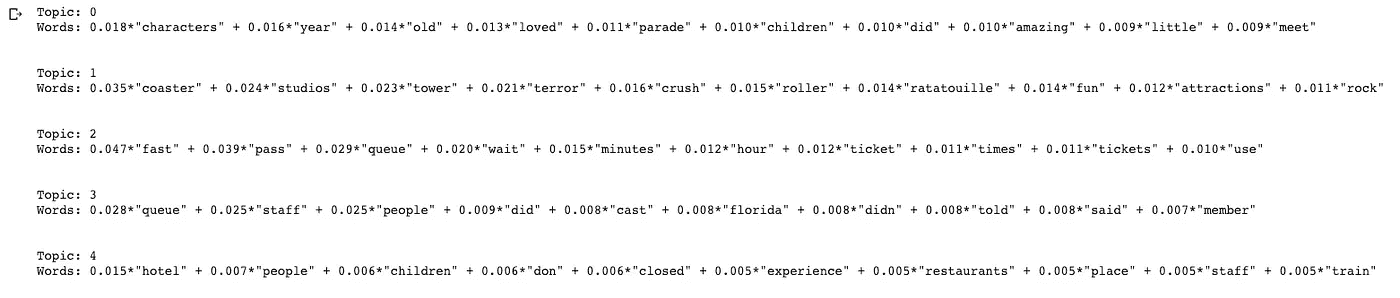 Topic: 0
Words: 0.018*"characters" + 0.016*"year" + 0.014*"old" + 0.013*"loved" + 0.011*"parade" + 0.010*"children" + 0.010*"did" + 0.010*"amazing" + 0.009*"little" + 0.009*"meet"
Topic: 1
Words: 0.035*"coaster" + 0.024*"studios" + 0.023*"tower" + 0.021*"terror" + 0.016*"crush" + 0.015*"roller" + 0.014*"ratatouille" + 0.014*"fun" + 0.012*"attractions" + 0.011*"rock"
Topic: 2
Words: 0.047*"fast" + 0.039*"pass" + 0.029*"queue" + 0.020*"wait" + 0.015*"minutes" + 0.012*"hour" + 0.012*"ticket" + 0.011*"times" + 0.011*"tickets" + 0.010*"use"
Topic: 3
Words: 0.028*"queue" + 0.025*"staff" + 0.025*"people" + 0.009*"did" + 0.008*"cast" + 0.008*"florida" + 0.008*"didn" + 0.008*"told" + 0.008*"said" + 0.007*"member"
Topic: 4
Words: 0.015*"hotel" + 0.007*"people" + 0.006*"children" + 0.006*"don" + 0.006*"closed" + 0.005*"experience" + 0.005*"restaurants" + 0.005*"place" + 0.005*"staff" + 0.005*"train"